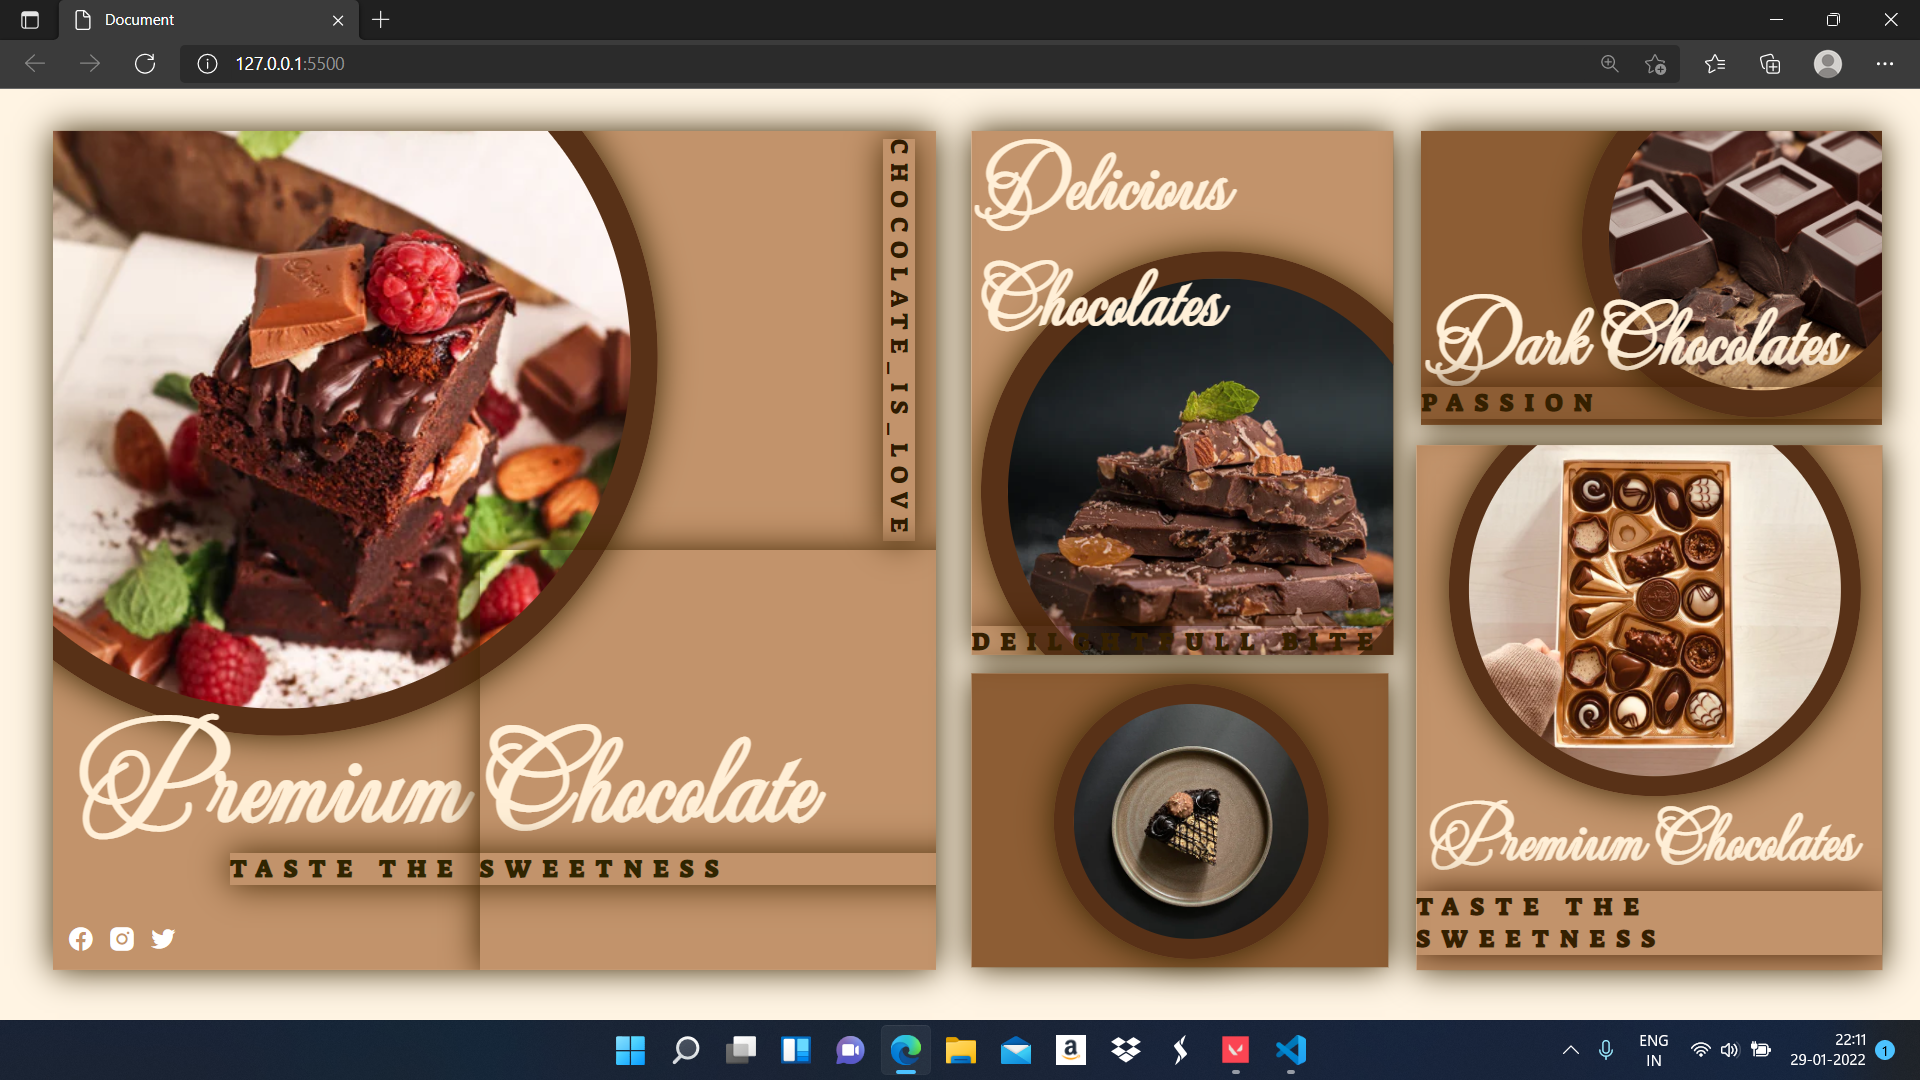 Document
127.0.0.1:5500
CHOCOLATE_IS_LOVE
Premium Chocolate
TASTE THE SWEETNESS
Delicious
Chocolates
DEILGHTFULL BITE
Dark Chocolates
PASSION
Premium Chocolates
TASTE THE
SWEETNESS
ENG
IN
22:11
29-01-2022
1